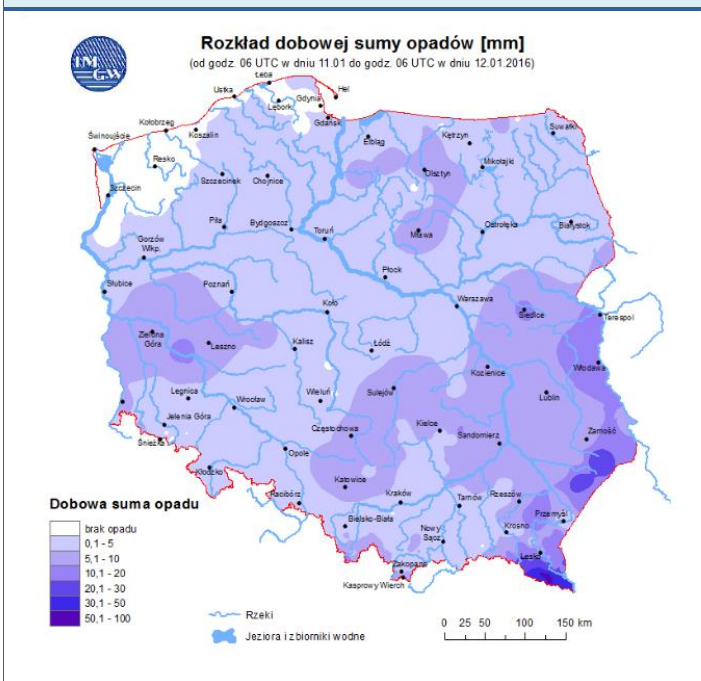 IMGW
Rozkład dobowej sumy opadów [mm]
(od godz. 06 UTC w dniu 11.01 do godz. 06 UTC w dniu 12.01.2016)
Łeba
Hel
Ustka
Gdynia
Lębork
Gdańsk
Kołobrzeg
Koszalin
Świnoujście
Elbląg
Kętrzyn
Suwałki
Resko
Szczecinek
Chojnice
Olsztyn
Mikołajki
Szczecin
Piła
Bydgoszcz
Toruń
Mława
Ostrołęka
Białystok
Gorzów
Wlkp.
Płock
Słubice
Poznań
Koło
Warszawa
Siedlce
Terespol
Zielona
Góra
Leszno
Kalisz
Łódź
Kozienice
Włodawa
Legnica
Wrocław
Wieluń
Sulejów
Lublin
Jelenia Góra
Śnieżka
Częstochowa
Kielce
Sandomierz
Zamość
Opole
Kłodzko
Katowice
Racibórz
Kraków
Tarnów
Rzeszów
Przemyśl
Bielsko-Biała
Nowy
Sącz
Krosno
Lesko
Zakopane
Kasprowy Wierch
Dobowa suma opadu
brak opadu
0,1 - 5
5,1 - 10
10,1 - 20
20,1 - 30
30,1 - 50
50,1 - 100
Rzeki
Jeziora i zbiorniki wodne
0 25 50 100 150 km